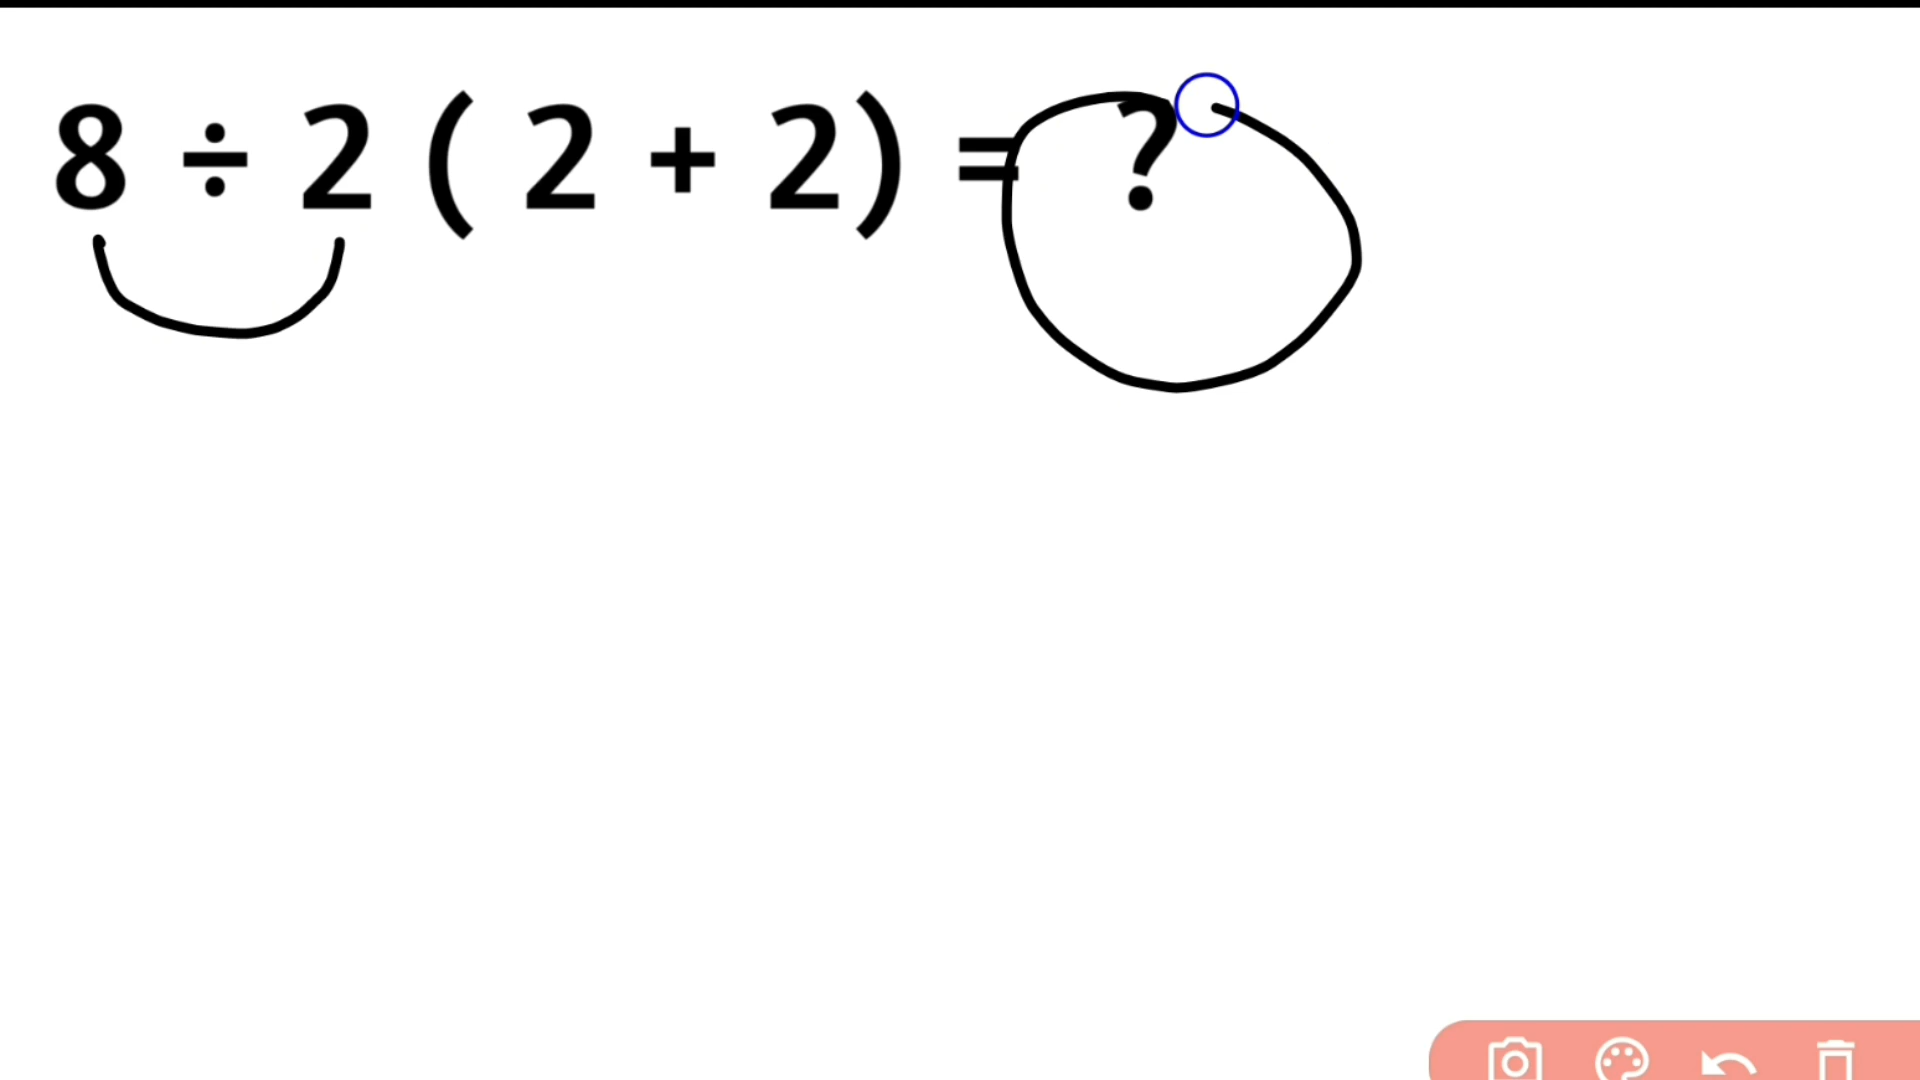 8 ÷ 2 ( 2 + 2) = ?